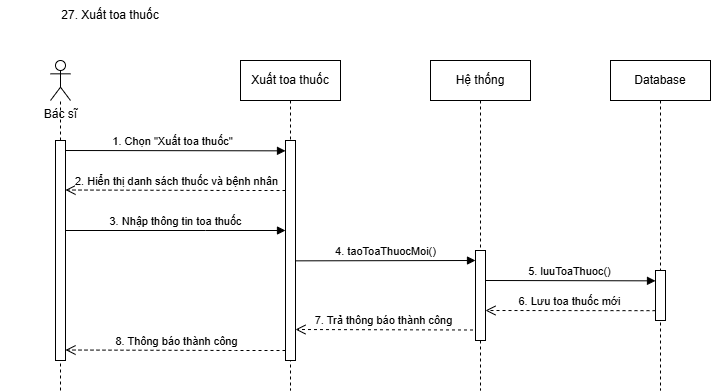 27. Xuất toa thuốc
Xuất toa thuốc
Hệ thống
Database
Bác sĩ
1. Chọn "Xuất toa thuốc"
2. Hiển thị danh sách thuốc và bệnh nhân
3. Nhập thông tin toa thuốc
4. taoToaThuocMoi()
5. luuToaThuoc()
6. Lưu toa thuốc mới
7. Trả thông báo thành công
8. Thông báo thành công